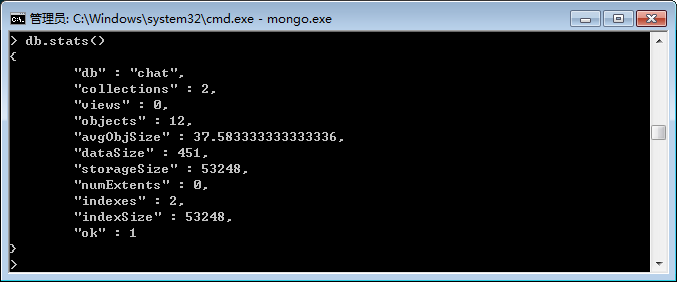 管理员: C:\Windows\system32\cmd.exe - mongo.exe
> db.stats()
{
"db" : "chat",
"collections" : 2,
"views" : 0,
"objects" : 12,
"avgObjSize" : 37.583333333333336,
"dataSize" : 451,
"storageSize" : 53248,
"numExtents" : 0,
"indexes" : 2,
"indexSize" : 53248,
"ok" : 1
}
>